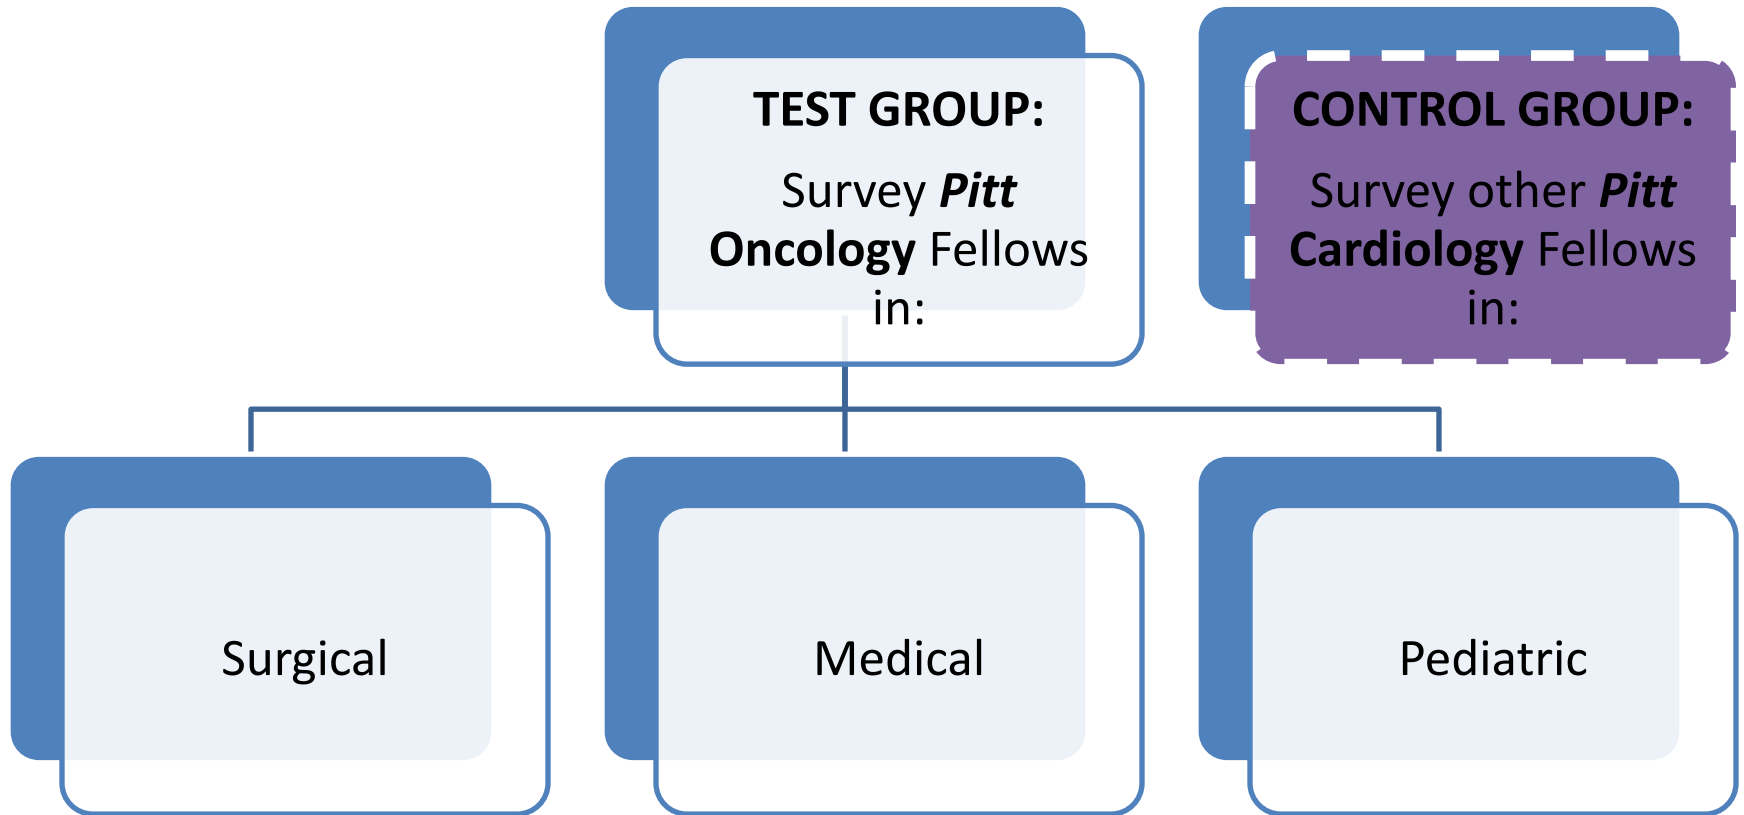 TEST GROUP:
Survey Pitt
Oncology Fellows
in:
CONTROL GROUP:
Survey other Pitt
Cardiology Fellows
in:
Surgical
Medical
Pediatric